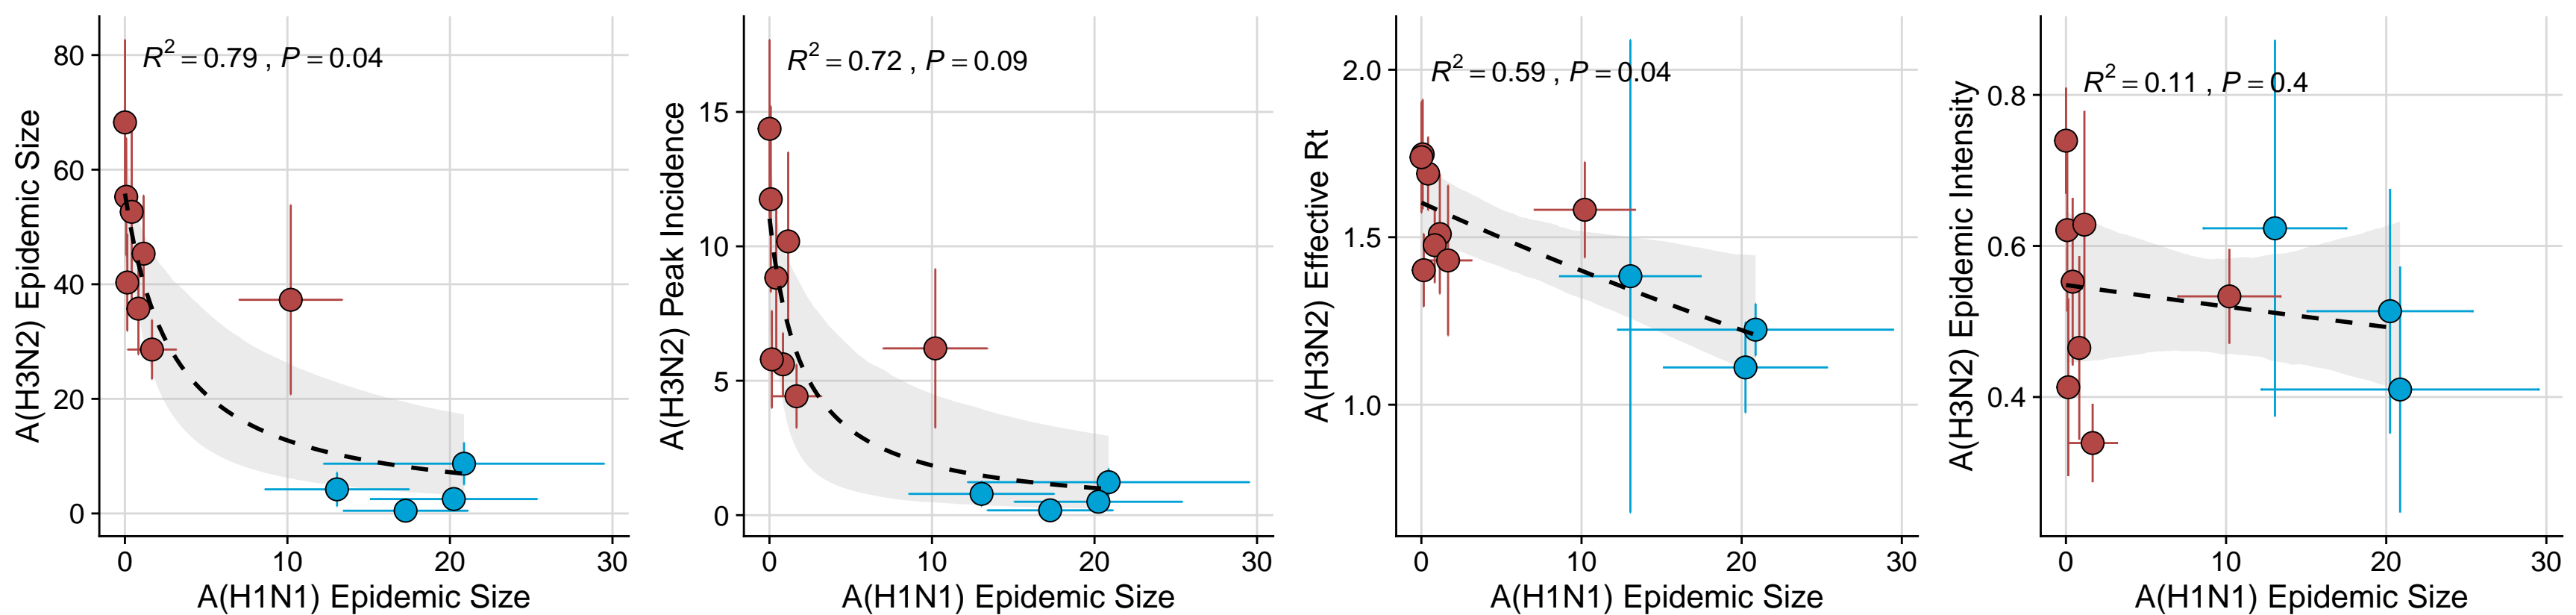 A(H3N2) Epidemic Size
80
60
40
20
0
R² = 0.79 , P = 0.04
0 10 20 30
A(H1N1) Epidemic Size
A(H3N2) Peak Incidence
15
10
5
0
R² = 0.72 , P = 0.09
0 10 20 30
A(H1N1) Epidemic Size
A(H3N2) Effective Rt
2.0
1.5
1.0
R² = 0.59 , P = 0.04
0 10 20 30
A(H1N1) Epidemic Size
A(H3N2) Epidemic Intensity
0.8
0.6
0.4
R² = 0.11 , P = 0.4
0 10 20 30
A(H1N1) Epidemic Size